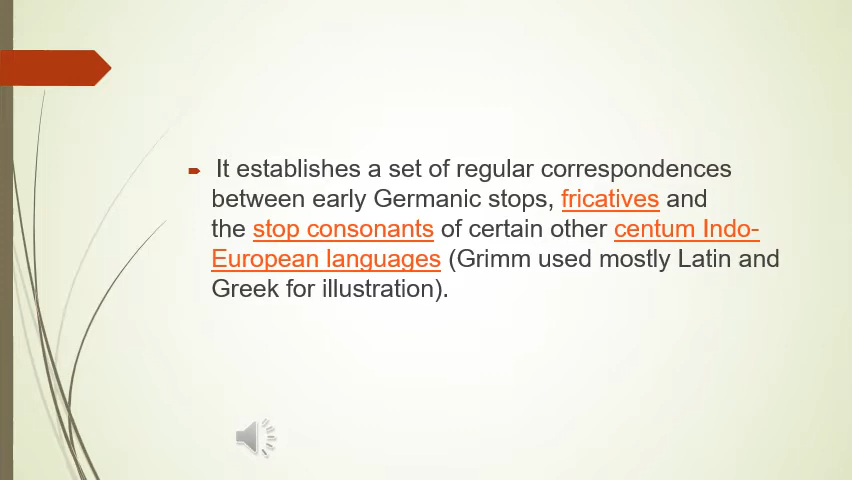 It establishes a set of regular correspondences
between early Germanic stops, fricatives and
the stop consonants of certain other centum Indo-
European languages (Grimm used mostly Latin and
Greek for illustration).